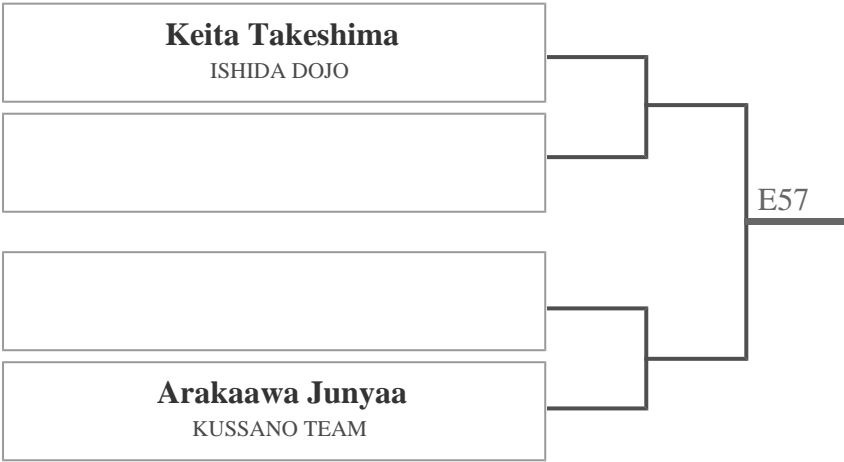 Keita Takeshima
ISHIDA DOJO
E57
Arakaawa Junyaa
KUSSANO TEAM